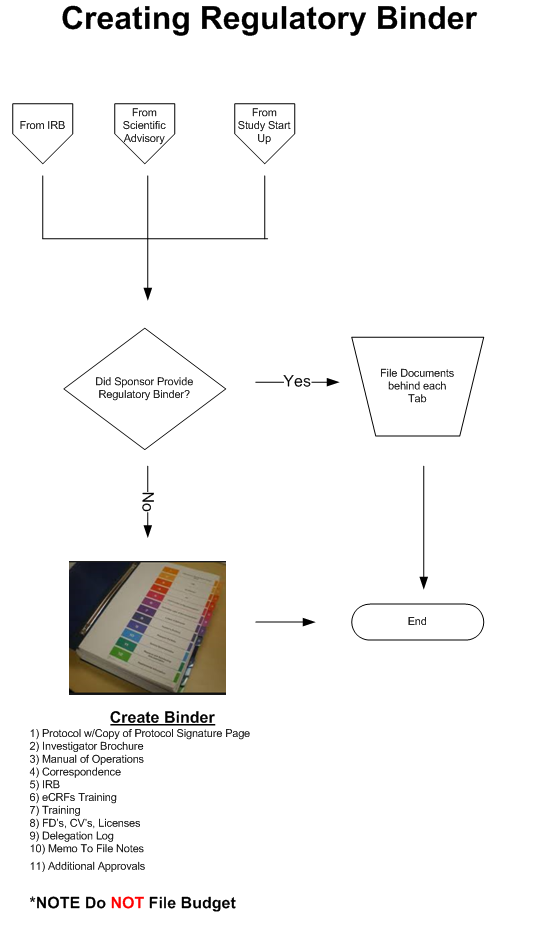 Creating Regulatory Binder
From IRB
From
Scientific
Advisory
From
Study Start
Up
Did Sponsor Provide
Regulatory Binder?
Yes
File Documents
behind each
Tab
No
End
Create Binder
1) Protocol w/Copy of Protocol Signature Page
2) Investigator Brochure
3) Manual of Operations
4) Correspondence
5) IRB
6) eCRFs Training
7) Training
8) FD's, CV's, Licenses
9) Delegation Log
10) Memo To File Notes
11) Additional Approvals
*NOTE Do NOT File Budget